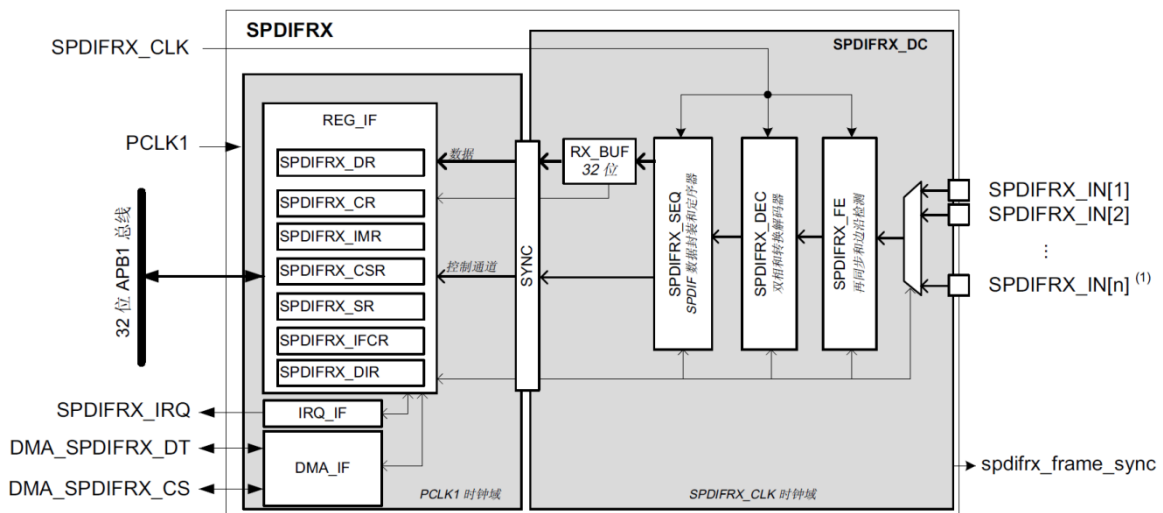 SPDIFRX
SPDIFRX_CLK
SPDIFRX_DC
PCLK1
REG_IF
SPDIFRX_DR
SPDIFRX_CR
SPDIFRX_IMR
SPDIFRX_CSR
SPDIFRX_SR
SPDIFRX_IFCR
SPDIFRX_DIR
数据
控制通道
SYNC
RX_BUF
32 位
SPDIFRX_SEQ
SPDIF 数据封装和定序器
SPDIFRX_DEC
双相和转换解码器
SPDIFRX_FE
再同步和边沿检测
SPDIFRX_IN[1]
SPDIFRX_IN[2]
...
SPDIFRX_IN[n] (1)
32 位 APB1 总线
SPDIFRX_IRQ
IRQ_IF
DMA_SPDIFRX_DT
DMA_IF
DMA_SPDIFRX_CS
PCLK1 时钟域
SPDIFRX_CLK 时钟域
spdifrx_frame_sync